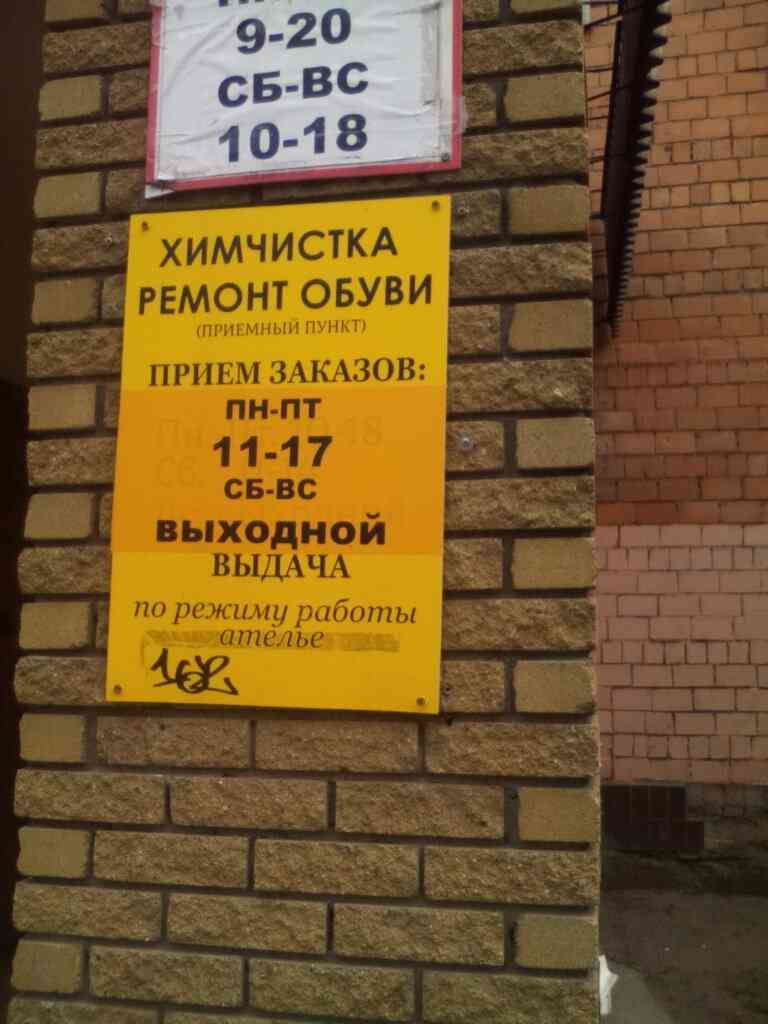 9-20
СБ-ВС
10-18
ХИМЧИСТКА
РЕМОНТ ОБУВИ
(ПРИЕМНЫЙ ПУНКТ)
ПРИЕМ ЗАКАЗОВ:
ПН-ПТ
11-17
СБ-ВС
ВЫХОДНОЙ
ВЫДАЧА
по режиму работы
ателье